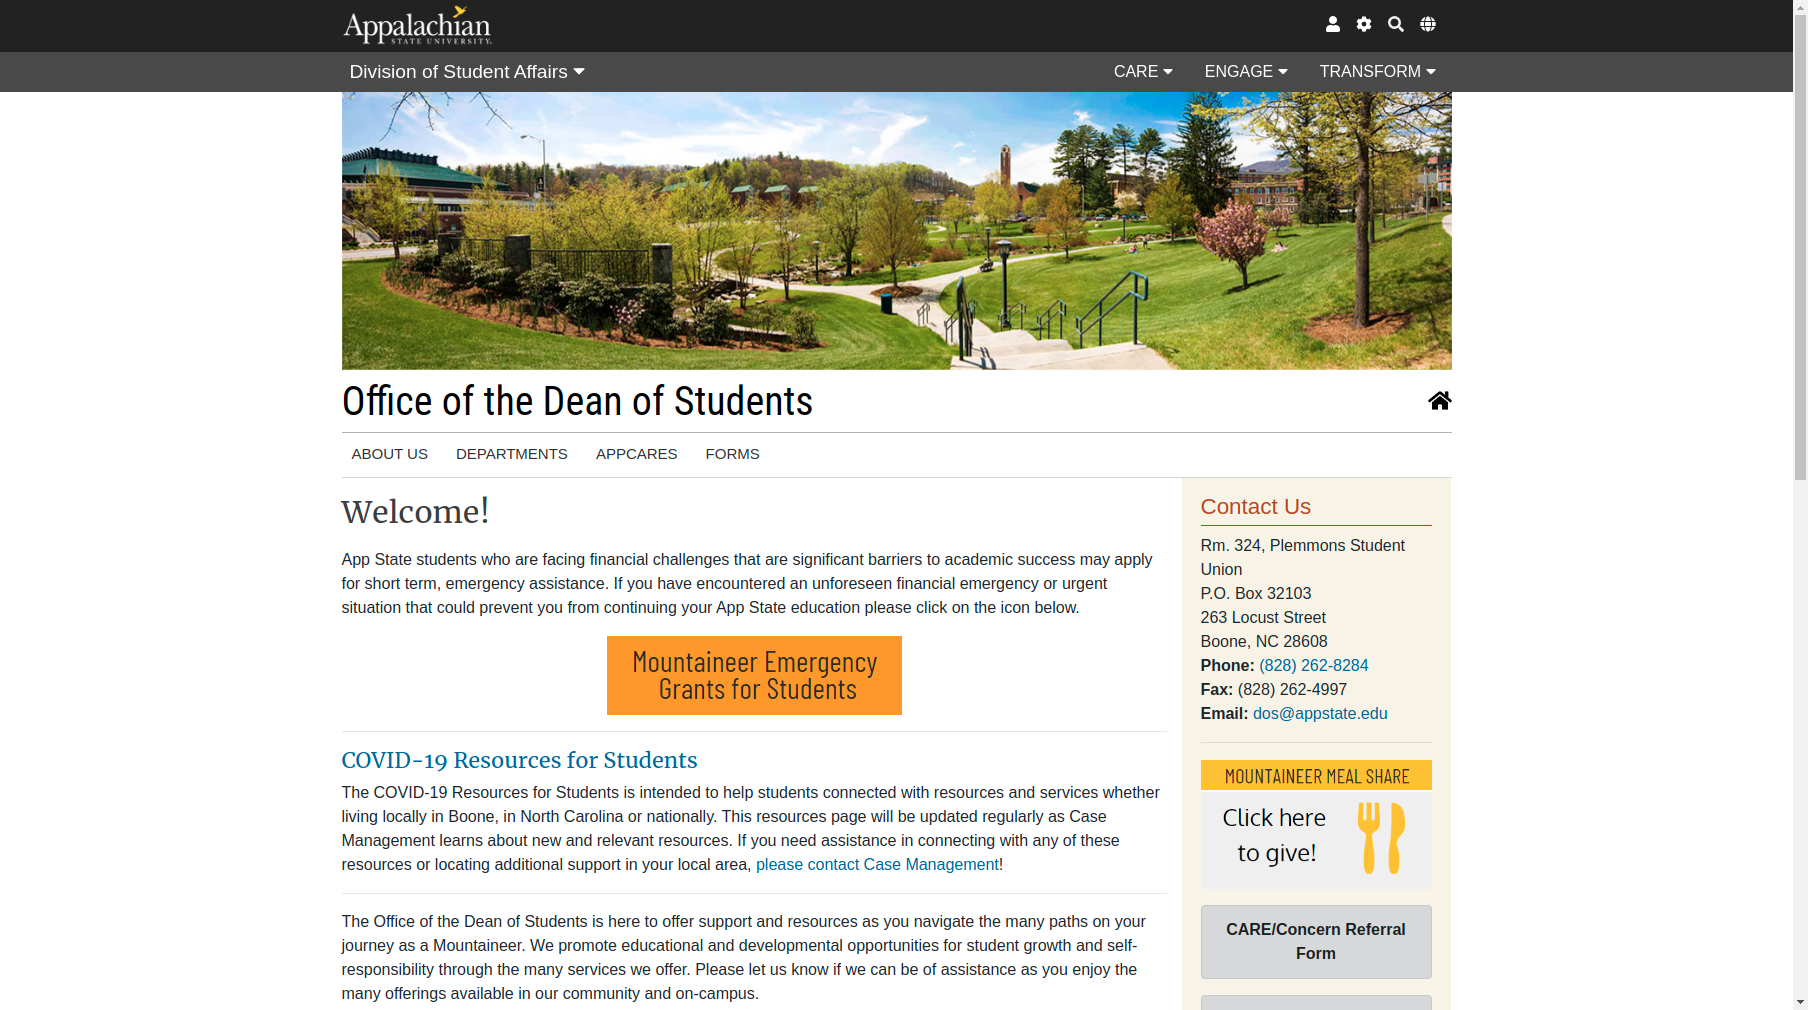 Appalachian
STATE UNIVERSITY.
Division of Student Affairs
CARE
ENGAGE
TRANSFORM
Office of the Dean of Students
ABOUT US
DEPARTMENTS
APPCARES
FORMS
Welcome!
App State students who are facing financial challenges that are significant barriers to academic success may apply
for short term, emergency assistance. If you have encountered an unforeseen financial emergency or urgent
situation that could prevent you from continuing your App State education please click on the icon below.
Mountaineer Emergency
Grants for Students
COVID-19 Resources for Students
The COVID-19 Resources for Students is intended to help students connected with resources and services whether
living locally in Boone, in North Carolina or nationally. This resources page will be updated regularly as Case
Management learns about new and relevant resources. If you need assistance in connecting with any of these
resources or locating additional support in your local area, please contact Case Management!
The Office of the Dean of Students is here to offer support and resources as you navigate the many paths on your
journey as a Mountaineer. We promote educational and developmental opportunities for student growth and self-
responsibility through the many services we offer. Please let us know if we can be of assistance as you enjoy the
many offerings available in our community and on-campus.
Contact Us
Rm. 324, Plemmons Student
Union
P.O. Box 32103
263 Locust Street
Boone, NC 28608
Phone: (828) 262-8284
Fax: (828) 262-4997
Email: dos@appstate.edu
MOUNTAINEER MEAL SHARE
Click here
to give!
CARE/Concern Referral
Form